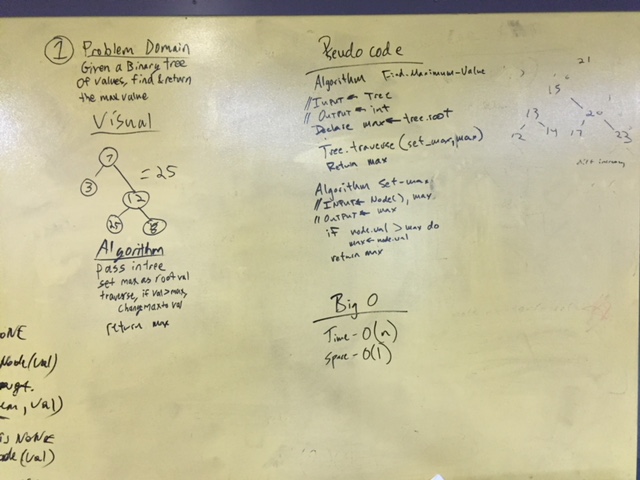 1 Problem Domain
Given a Binary Tree
of values, find & return
the max value
Visual
7
= 25
3
12
25
8
Algorithm
pass in tree
set max as root val
traverse, if val > max,
change max to val
return max
Pseudo code
Algorithm Find-Maximum-Value
// Input ← Tree
// Output ← int
Declare max ← tree.root
Tree.traverse(set_max, max)
Return max
Algorithm set-max
// Input ← Node(), max
// Output ← max
if node.val > max do
max ← node.val
return max
Big O
Time - O(n)
Space - O(1)
21
15
13
20
12
14
17
23
NONE
Node(val)
, val)
is NONE
Node(val)